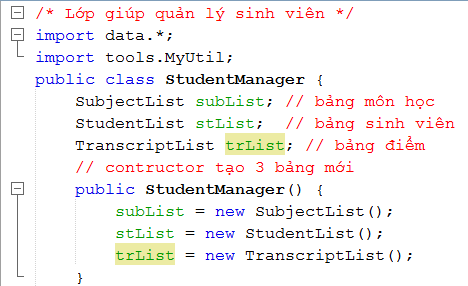 /* Lớp giúp quản lý sinh viên */
import data.*;
import tools.MyUtil;
public class StudentManager {
    SubjectList subList; // bảng môn học
    StudentList stList;  // bảng sinh viên
    TranscriptList trList; // bảng điểm
    // contructor tạo 3 bảng mới
    public StudentManager() {
        subList = new SubjectList();
        stList = new StudentList();
        trList = new TranscriptList();
    }